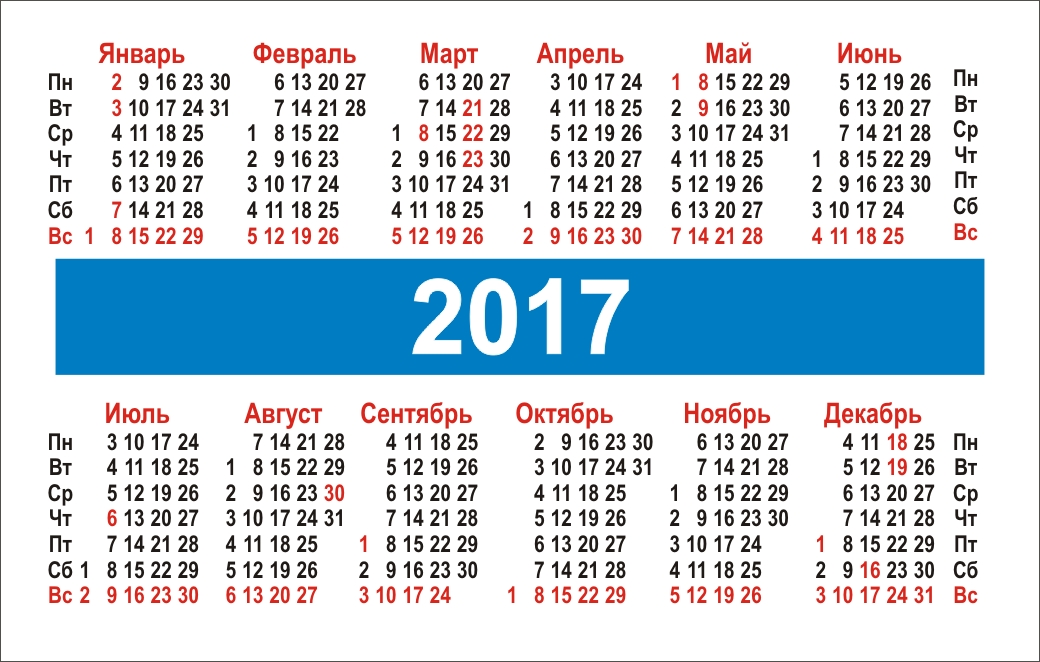 Январь Февраль Март Апрель Май Июнь
Пн 2 9 16 23 30 6 13 20 27 6 13 20 27 3 10 17 24 1 8 15 22 29 5 12 19 26 Пн
Вт 3 10 17 24 31 7 14 21 28 7 14 21 28 4 11 18 25 2 9 16 23 30 6 13 20 27 Вт
Ср 4 11 18 25 1 8 15 22 1 8 15 22 29 5 12 19 26 3 10 17 24 31 7 14 21 28 Ср
Чт 5 12 19 26 2 9 16 23 2 9 16 23 30 6 13 20 27 4 11 18 25 1 8 15 22 29 Чт
Пт 6 13 20 27 3 10 17 24 3 10 17 24 31 7 14 21 28 5 12 19 26 2 9 16 23 30 Пт
Сб 7 14 21 28 4 11 18 25 4 11 18 25 1 8 15 22 29 6 13 20 27 3 10 17 24 Сб
Вс 1 8 15 22 29 5 12 19 26 5 12 19 26 2 9 16 23 30 7 14 21 28 4 11 18 25 Вс
2017
Июль Август Сентябрь Октябрь Ноябрь Декабрь
Пн 3 10 17 24 7 14 21 28 4 11 18 25 2 9 16 23 30 6 13 20 27 4 11 18 25 Пн
Вт 4 11 18 25 1 8 15 22 29 5 12 19 26 3 10 17 24 31 7 14 21 28 5 12 19 26 Вт
Ср 5 12 19 26 2 9 16 23 30 6 13 20 27 4 11 18 25 1 8 15 22 29 6 13 20 27 Ср
Чт 6 13 20 27 3 10 17 24 31 7 14 21 28 5 12 19 26 2 9 16 23 30 7 14 21 28 Чт
Пт 7 14 21 28 4 11 18 25 1 8 15 22 29 6 13 20 27 3 10 17 24 1 8 15 22 29 Пт
Сб 1 8 15 22 29 5 12 19 26 2 9 16 23 30 7 14 21 28 4 11 18 25 2 9 16 23 30 Сб
Вс 2 9 16 23 30 6 13 20 27 3 10 17 24 1 8 15 22 29 5 12 19 26 3 10 17 24 31 Вс